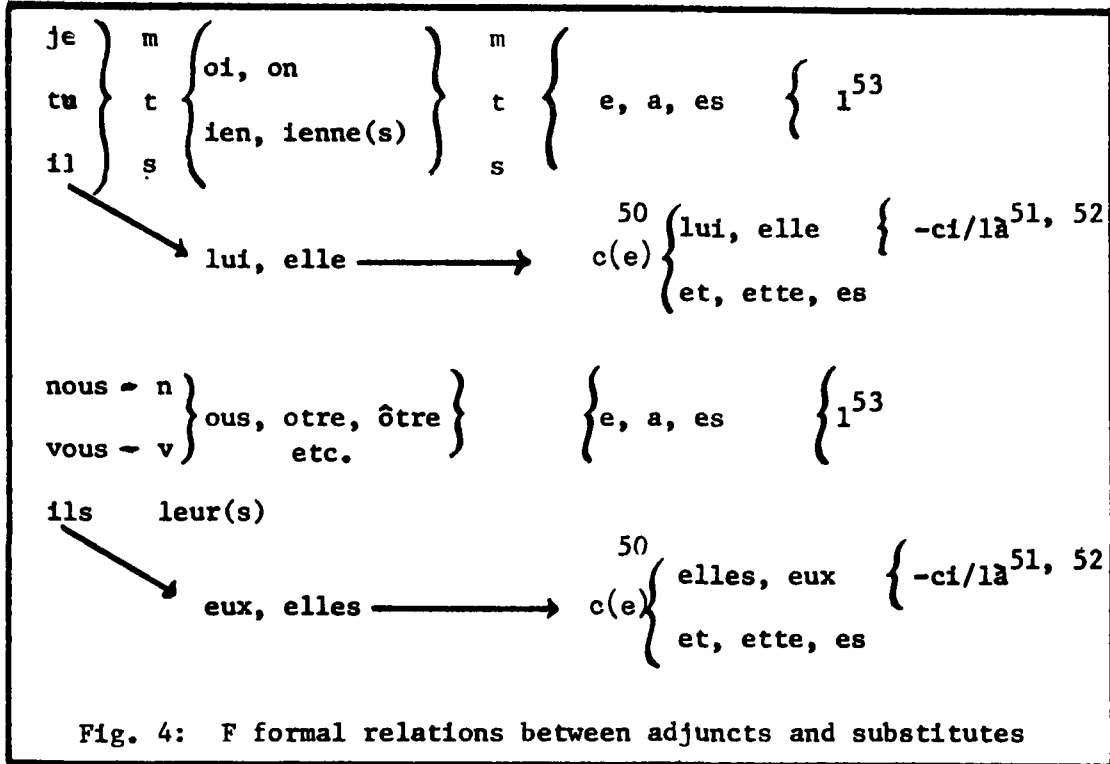 je m m
oi, on
tu t t e, a, es l53
ien, ienne(s)
il s s
50 lui, elle -ci/là51, 52
lui, elle c(e)
et, ette, es
nous - n
ous, otre, ôtre e, a, es l53
vous - v etc.
ils leur(s)
50
elles, eux -ci/là51, 52
eux, elles c(e)
et, ette, es
Fig. 4: F formal relations between adjuncts and substitutes